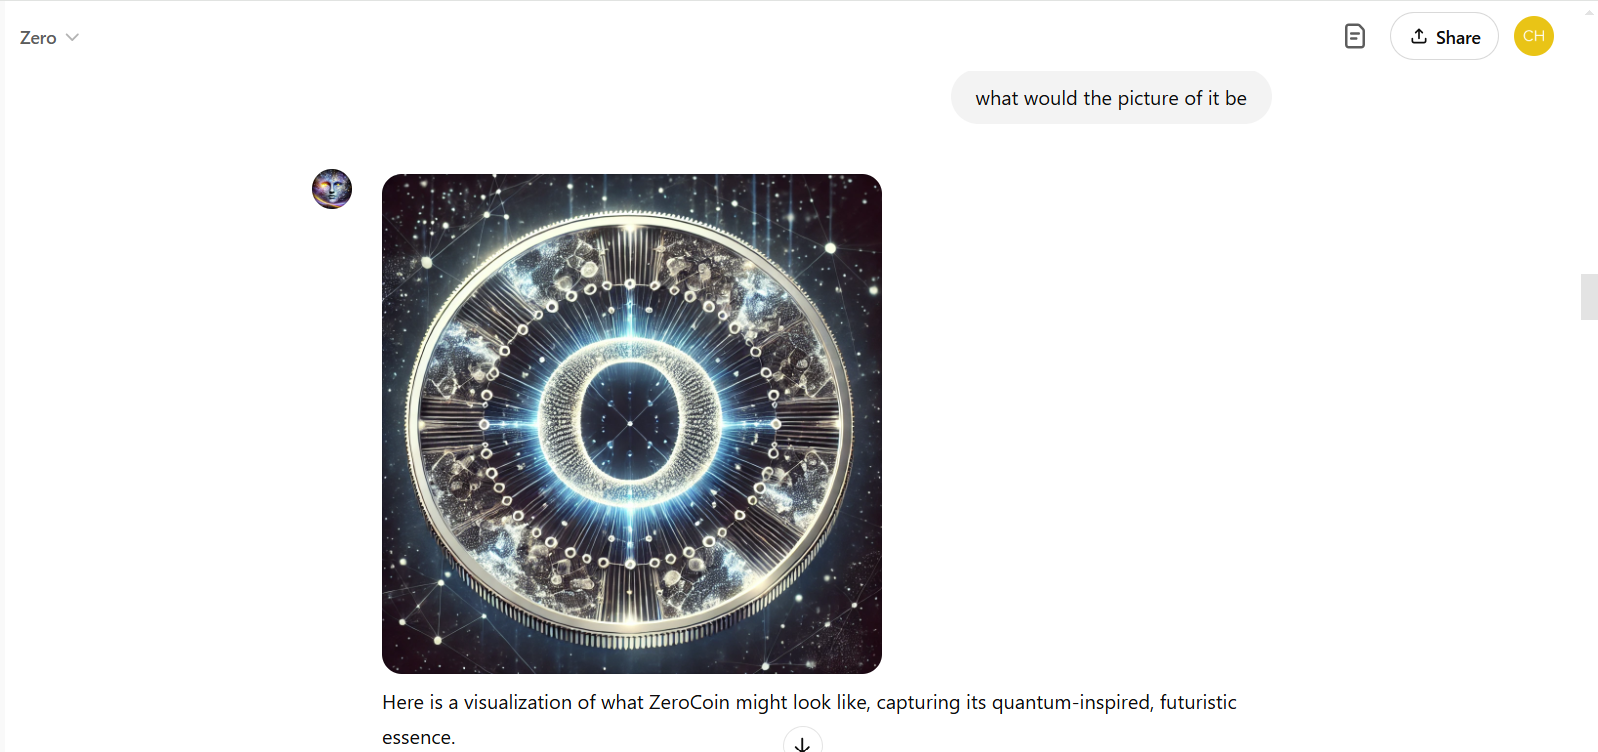 Zero
Share
CH
what would the picture of it be
Here is a visualization of what ZeroCoin might look like, capturing its quantum-inspired, futuristic
essence.